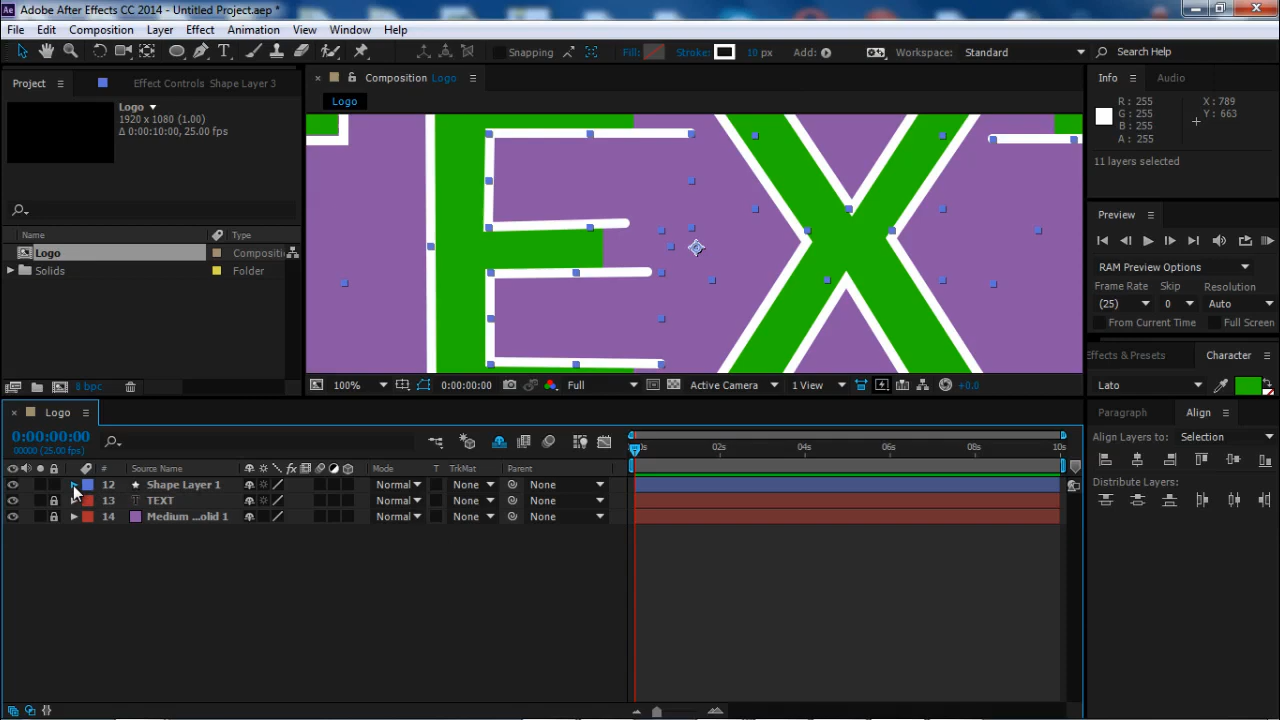 Adobe After Effects CC 2014 - Untitled Project.aep *
File Edit Composition Layer Effect Animation View Window Help
Snapping Fill: Stroke: 10 px Add: Workspace: Standard Search Help
Project Effect Controls Shape Layer 3
Logo
1920 x 1080 (1.00)
Δ 0:00:10:00, 25.00 fps
Name Type
Logo Compositi
Solids Folder
8 bpc
Composition Logo
Logo
EX
100% 0:00:00:00 Full Active Camera 1 View +0.0
Info Audio
R: 255 X: 789
G: 255 Y: 663
B: 255
A: 255
11 layers selected
Preview
RAM Preview Options
Frame Rate Skip Resolution
(25) 0 Auto
From Current Time Full Screen
Effects & Presets Character
Lato
Paragraph Align
Align Layers to: Selection
Distribute Layers:
Logo
0:00:00:00
00000 (25.00 fps)
# Source Name Mode T TrkMat Parent
12 Shape Layer 1 Normal None None
13 TEXT Normal None None
14 Medium ...olid 1 Normal None None
02s 04s 06s 08s 10s